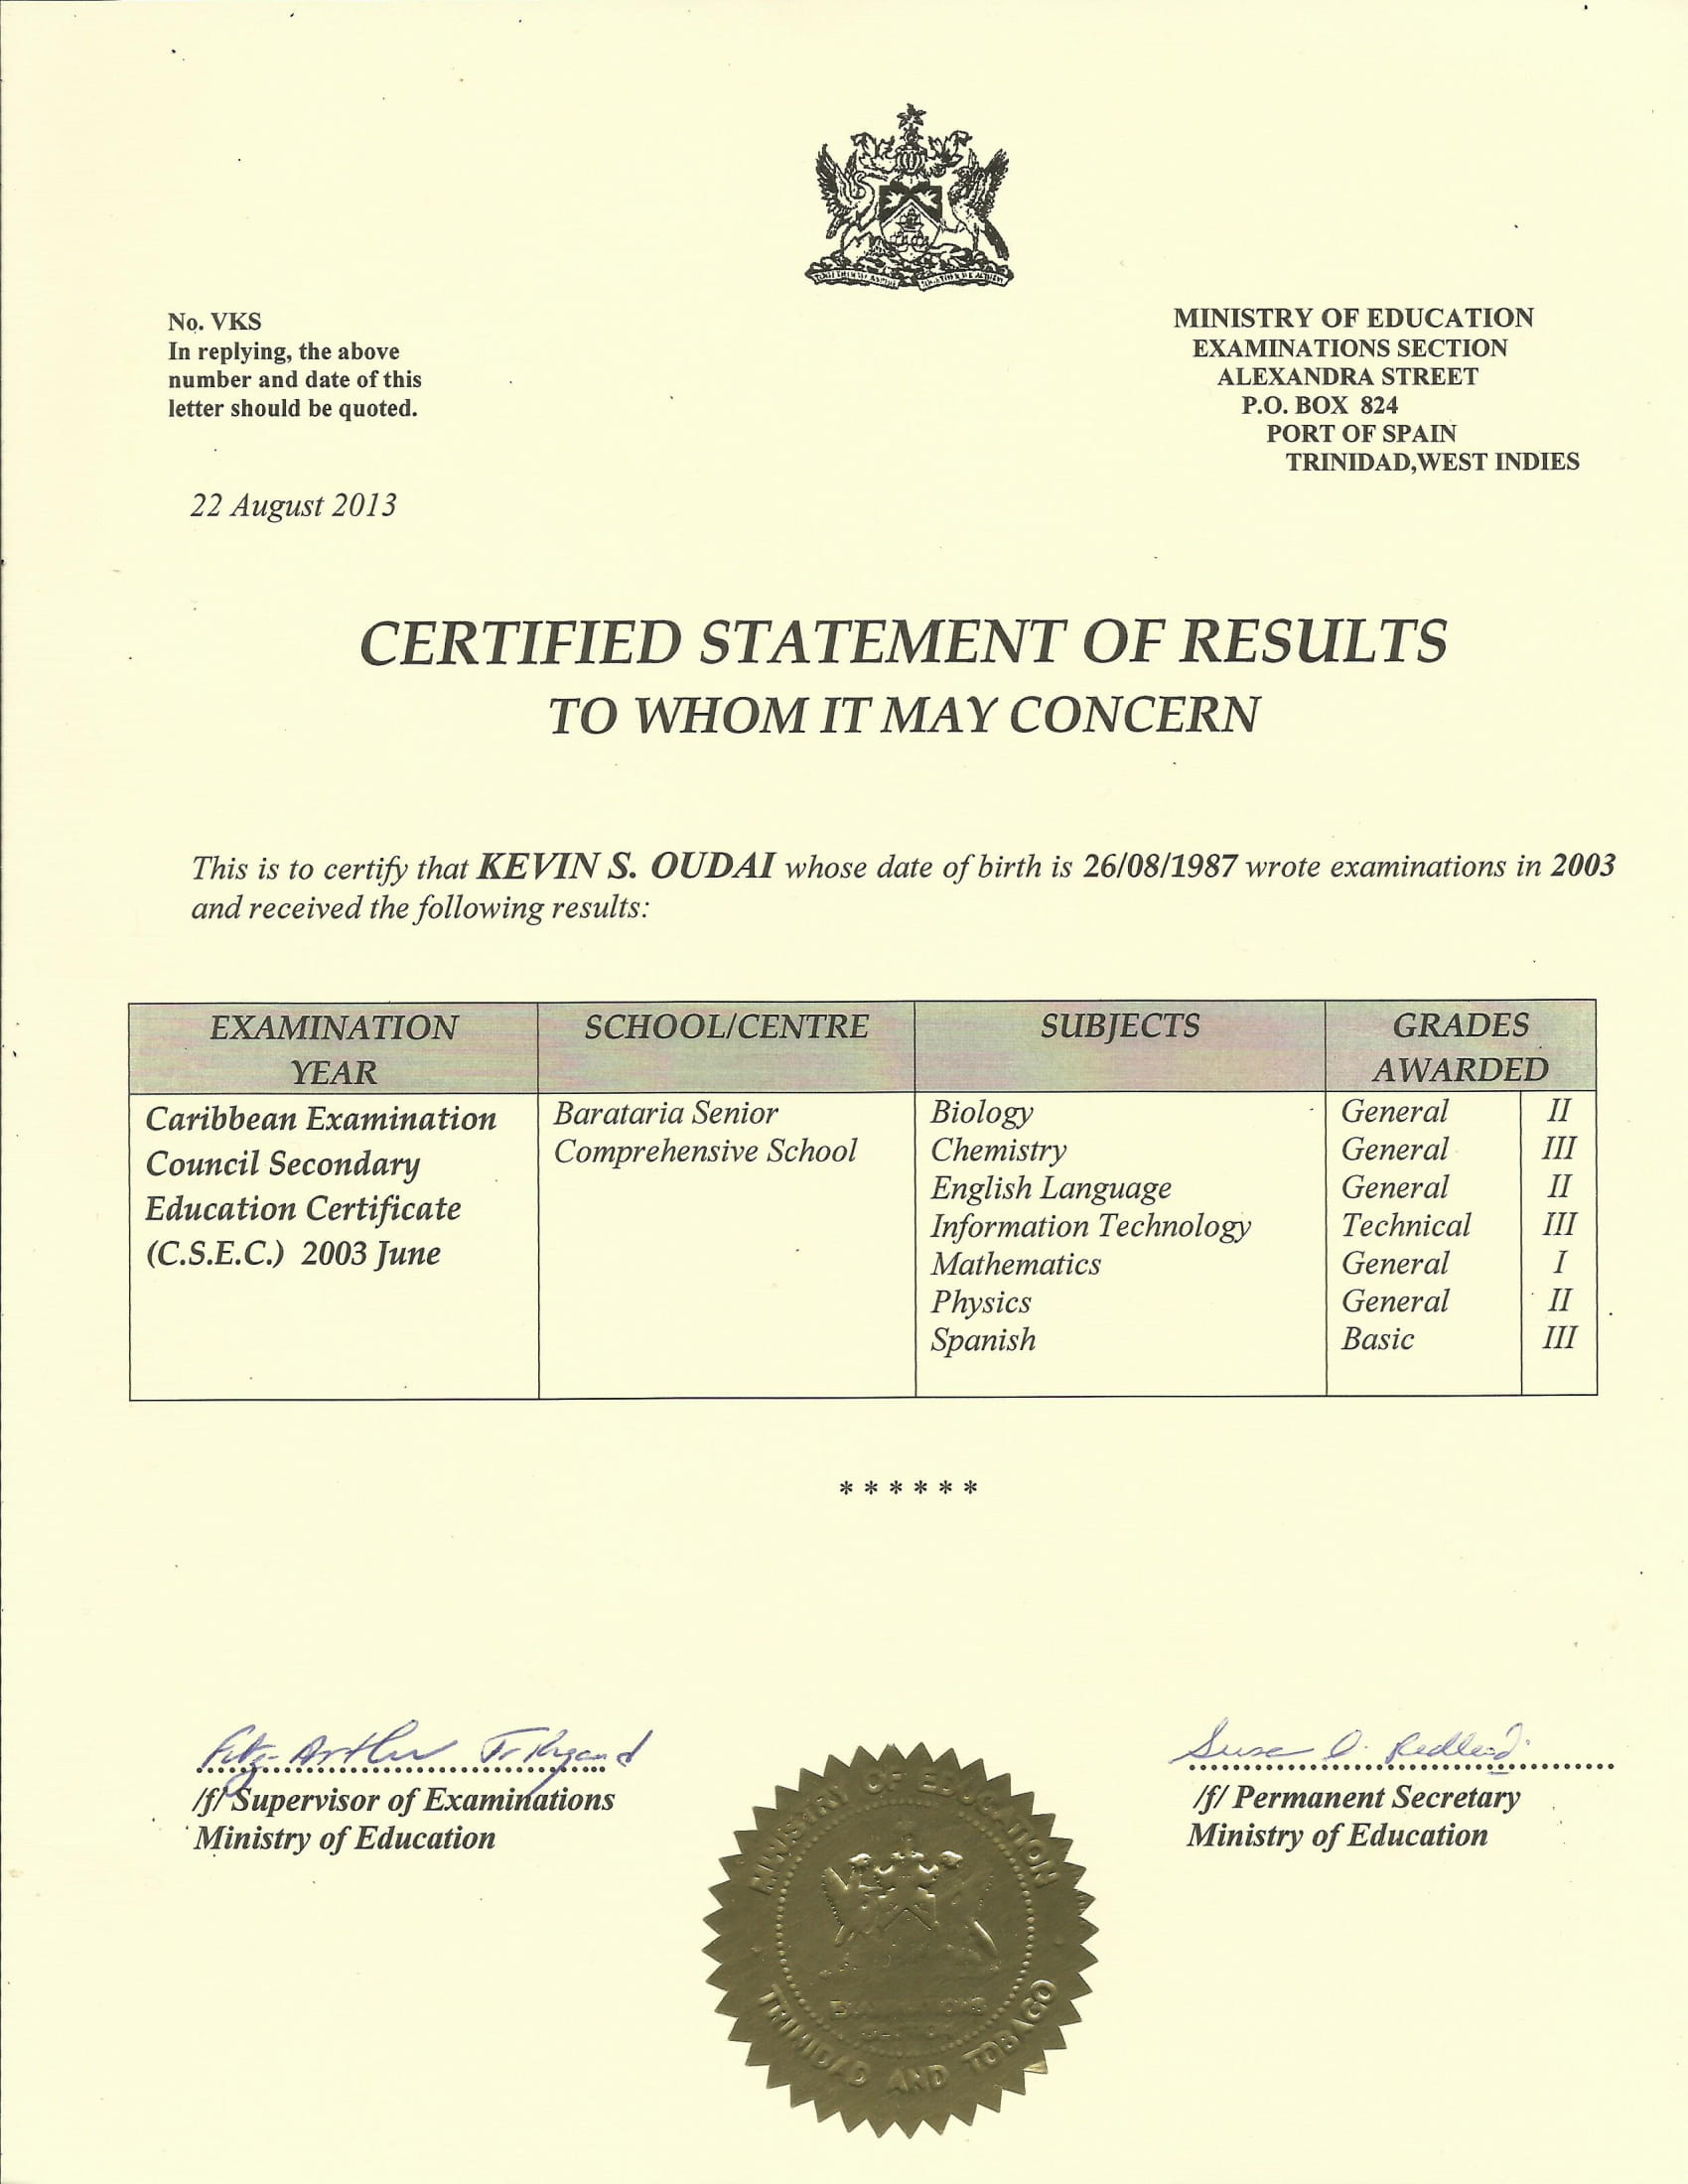 No. VKS
In replying, the above
number and date of this
letter should be quoted.
MINISTRY OF EDUCATION
EXAMINATIONS SECTION
ALEXANDRA STREET
P.O. BOX 824
PORT OF SPAIN
TRINIDAD,WEST INDIES
22 August 2013
CERTIFIED STATEMENT OF RESULTS
TO WHOM IT MAY CONCERN
This is to certify that KEVIN S. OUDAI whose date of birth is 26/08/1987 wrote examinations in 2003
and received the following results:
EXAMINATION YEAR SCHOOL/CENTRE SUBJECTS GRADES AWARDED
Caribbean Examination
Council Secondary
Education Certificate
(C.S.E.C.) 2003 June
Barataria Senior
Comprehensive School
Biology General II
Chemistry General III
English Language General II
Information Technology Technical III
Mathematics General I
Physics General II
Spanish Basic III
* * * * * *
/f/ Supervisor of Examinations
Ministry of Education
/f/ Permanent Secretary
Ministry of Education
MINISTRY OF EDUCATION
TRINIDAD AND TOBAGO